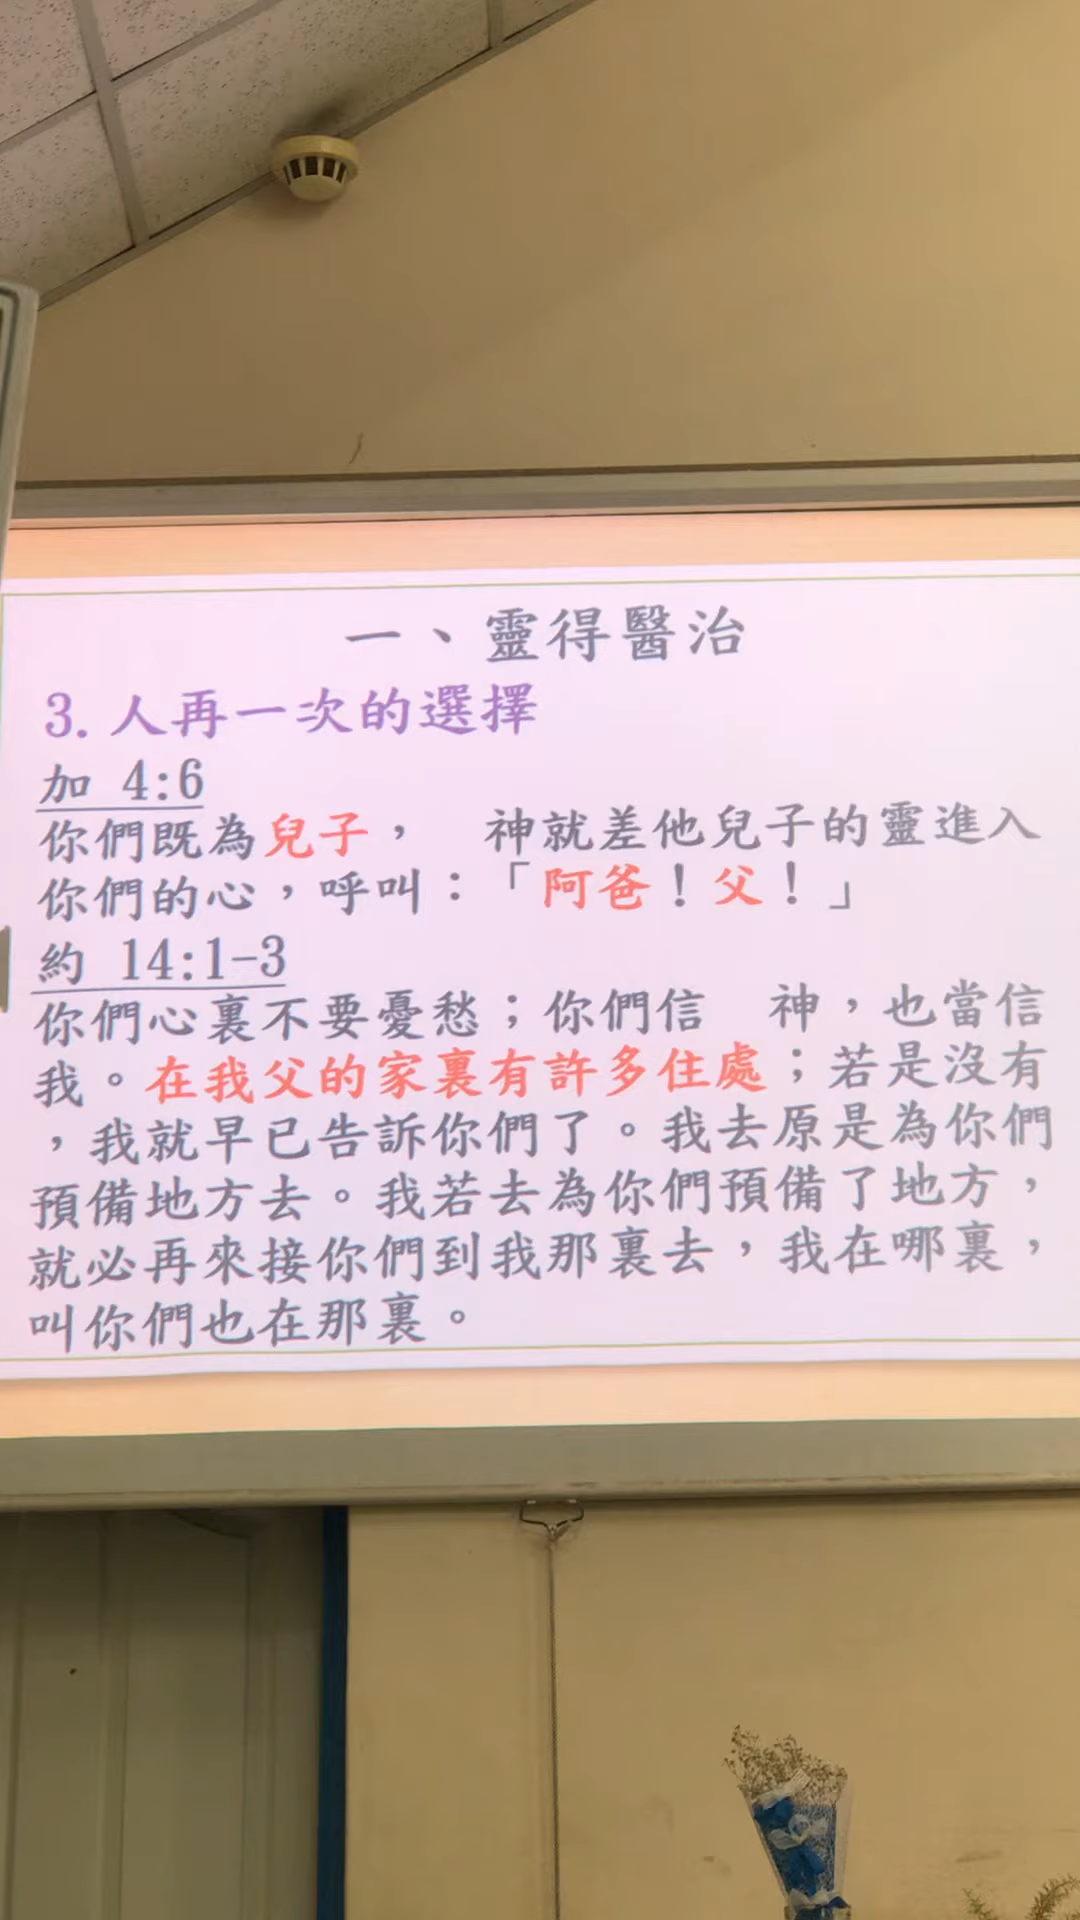 一、靈得醫治
3. 人再一次的選擇
加 4:6
你們既為兒子，　神就差他兒子的靈進入
你們的心，呼叫：「阿爸！父！」
約 14:1-3
你們心裏不要憂愁；你們信　神，也當信
我。在我父的家裏有許多住處；若是沒有
，我就早已告訴你們了。我去原是為你們
預備地方去。我若去為你們預備了地方，
就必再來接你們到我那裏去，我在哪裏，
叫你們也在那裏。